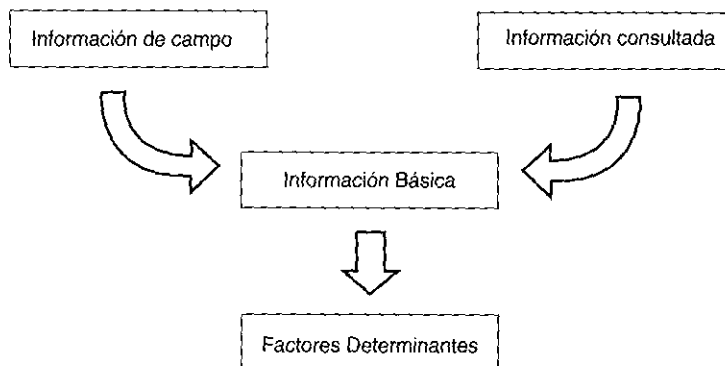 Información de campo
Información consultada
Información Básica
Factores Determinantes